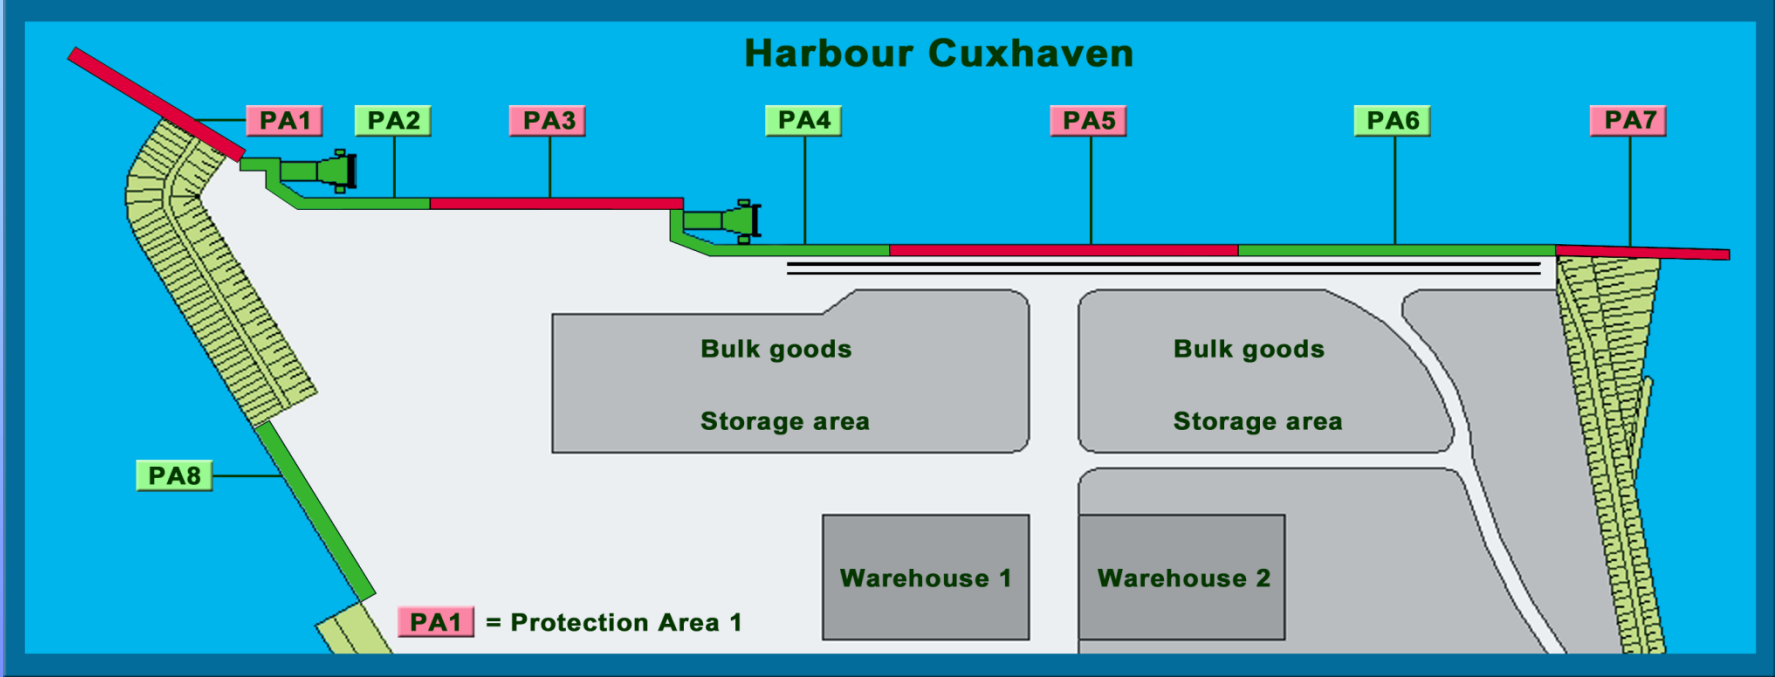 Harbour Cuxhaven
PA1 PA2 PA3 PA4 PA5 PA6 PA7
Bulk goods Bulk goods
Storage area Storage area
PA8
Warehouse 1 Warehouse 2
PA1 = Protection Area 1